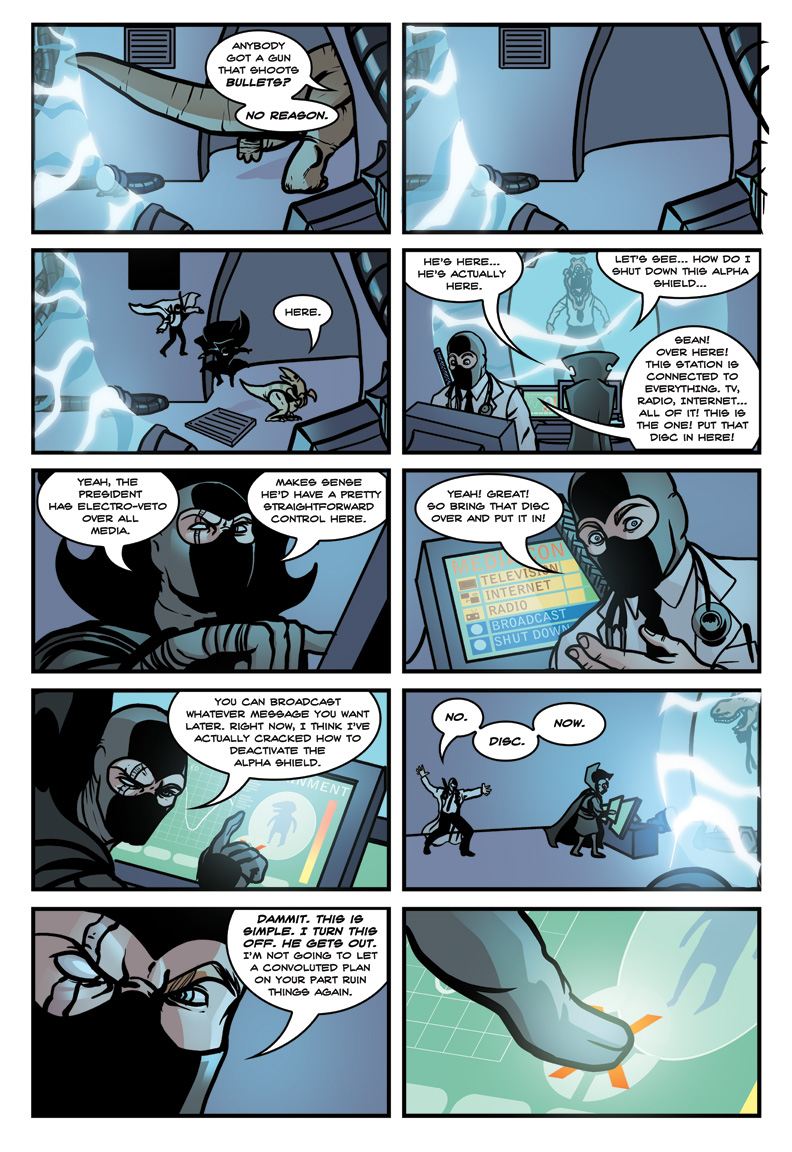 ANYBODY
GOT A GUN
THAT SHOOTS
BULLETS?
NO REASON.
HERE.
HE'S HERE...
HE'S ACTUALLY
HERE.
LET'S SEE... HOW DO I
SHUT DOWN THIS ALPHA
SHIELD...
SEAN!
OVER HERE!
THIS STATION IS
CONNECTED TO
EVERYTHING. TV,
RADIO, INTERNET...
ALL OF IT! THIS IS
THE ONE! PUT THAT
DISC IN HERE!
YEAH, THE
PRESIDENT
HAS ELECTRO-VETO
OVER ALL
MEDIA.
MAKES SENSE
HE'D HAVE A PRETTY
STRAIGHTFORWARD
CONTROL HERE.
YEAH! GREAT!
SO BRING THAT DISC
OVER AND PUT IT IN!
TELEVISION
INTERNET
RADIO
BROADCAST
SHUT DOWN
YOU CAN BROADCAST
WHATEVER MESSAGE YOU WANT
LATER. RIGHT NOW, I THINK I'VE
ACTUALLY CRACKED HOW TO
DEACTIVATE THE
ALPHA SHIELD.
NO.
DISC.
NOW.
DAMMIT. THIS IS
SIMPLE. I TURN THIS
OFF. HE GETS OUT.
I'M NOT GOING TO LET
A CONVOLUTED PLAN
ON YOUR PART RUIN
THINGS AGAIN.